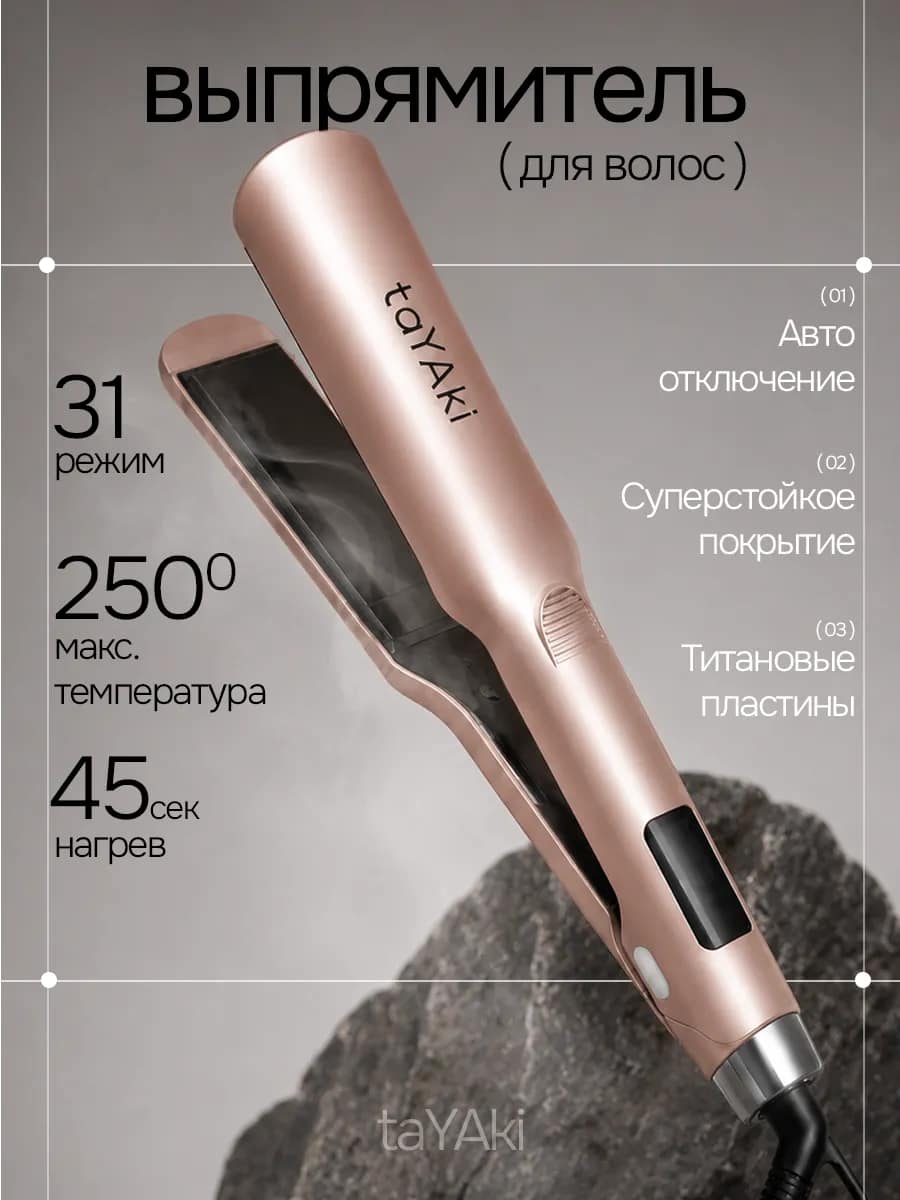 выпрямитель
( для волос )
taYAki
31
режим
250⁰
макс.
температура
45сек
нагрев
(01)
Авто
отключение
(02)
Суперстойкое
покрытие
(03)
Титановые
пластины
taYAki